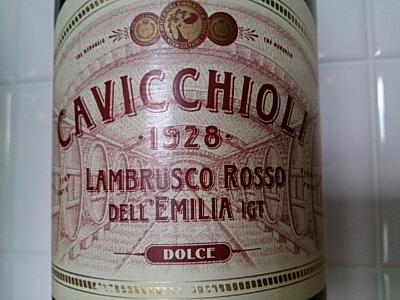 CAVICCHIOLI
·1928·
LAMBRUSCO ROSSO
DELL'EMILIA IGT
DOLCE